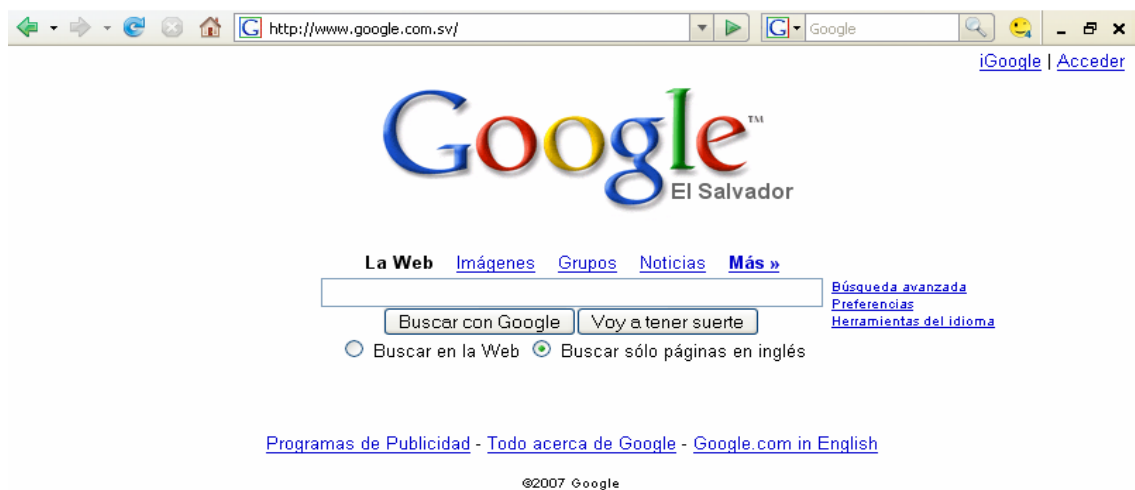 http://www.google.com.sv/ Google
iGoogle | Acceder
Google™
El Salvador
La Web Imágenes Grupos Noticias Más »
Búsqueda avanzada
Preferencias
Herramientas del idioma
Buscar con Google Voy a tener suerte
Buscar en la Web Buscar sólo páginas en inglés
Programas de Publicidad - Todo acerca de Google - Google.com in English
©2007 Google